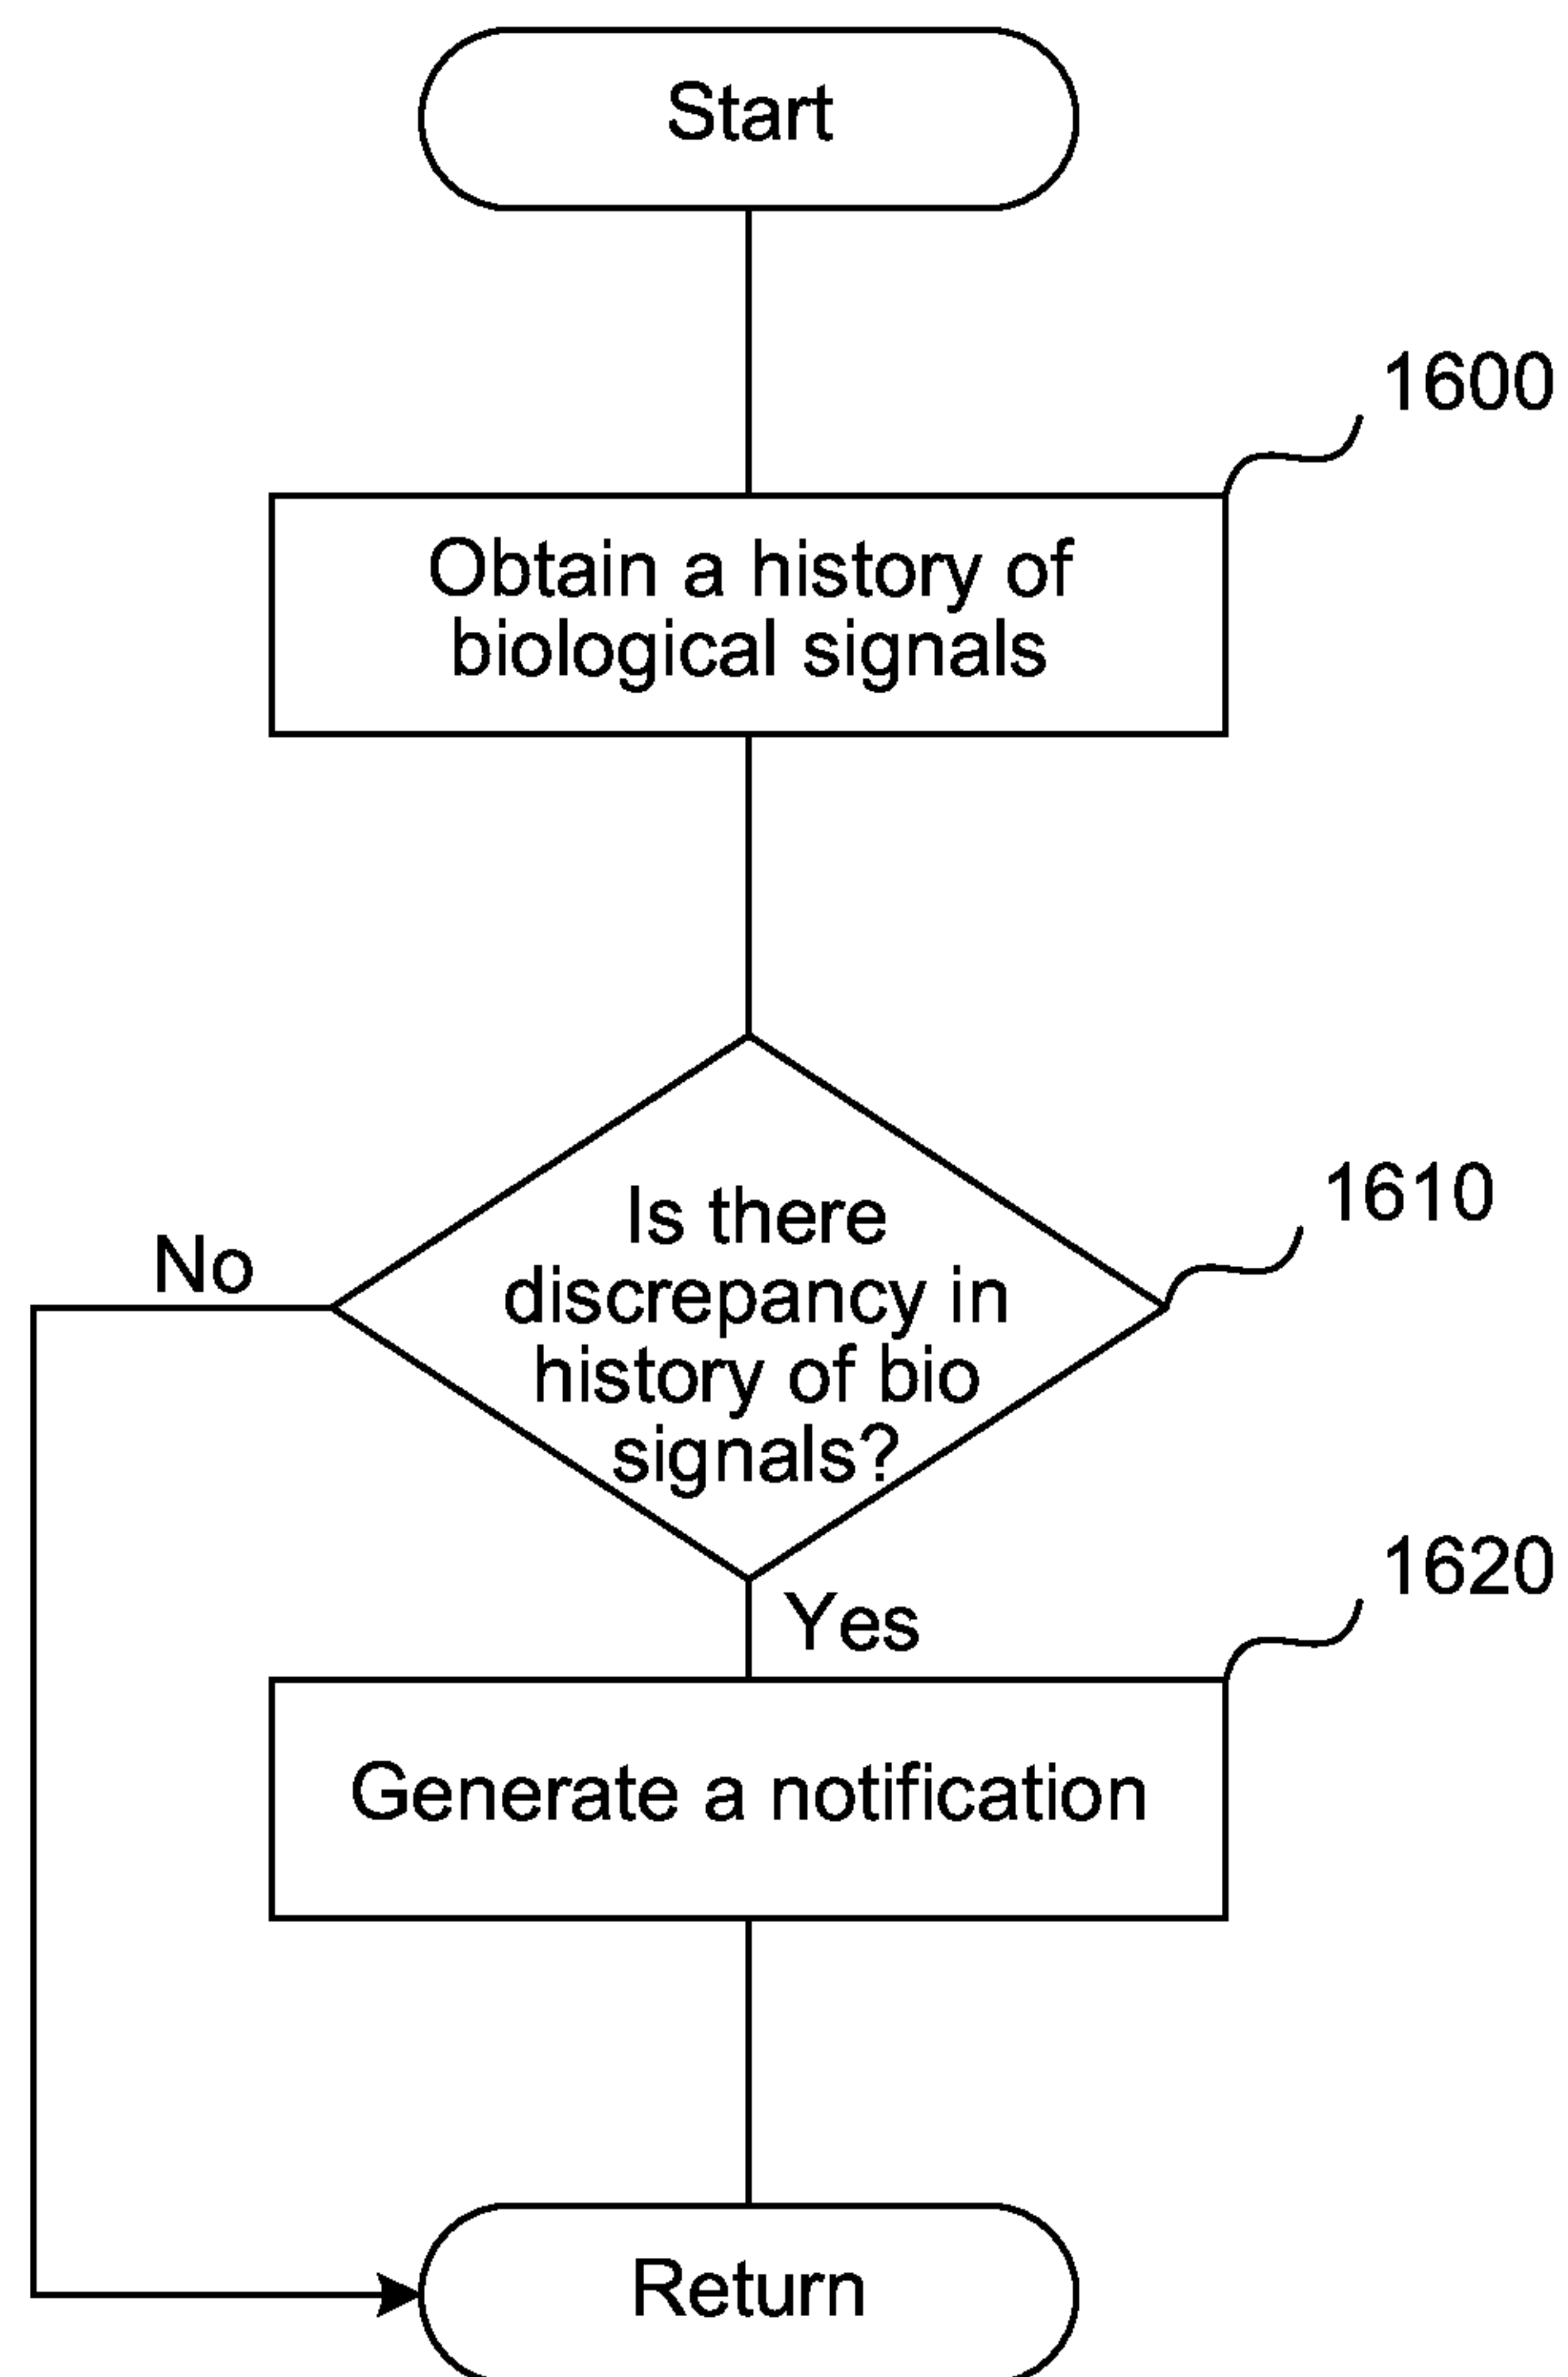 Start
1600
Obtain a history of
biological signals
1610
Is there
discrepancy in
history of bio
signals?
No
Yes
1620
Generate a notification
Return